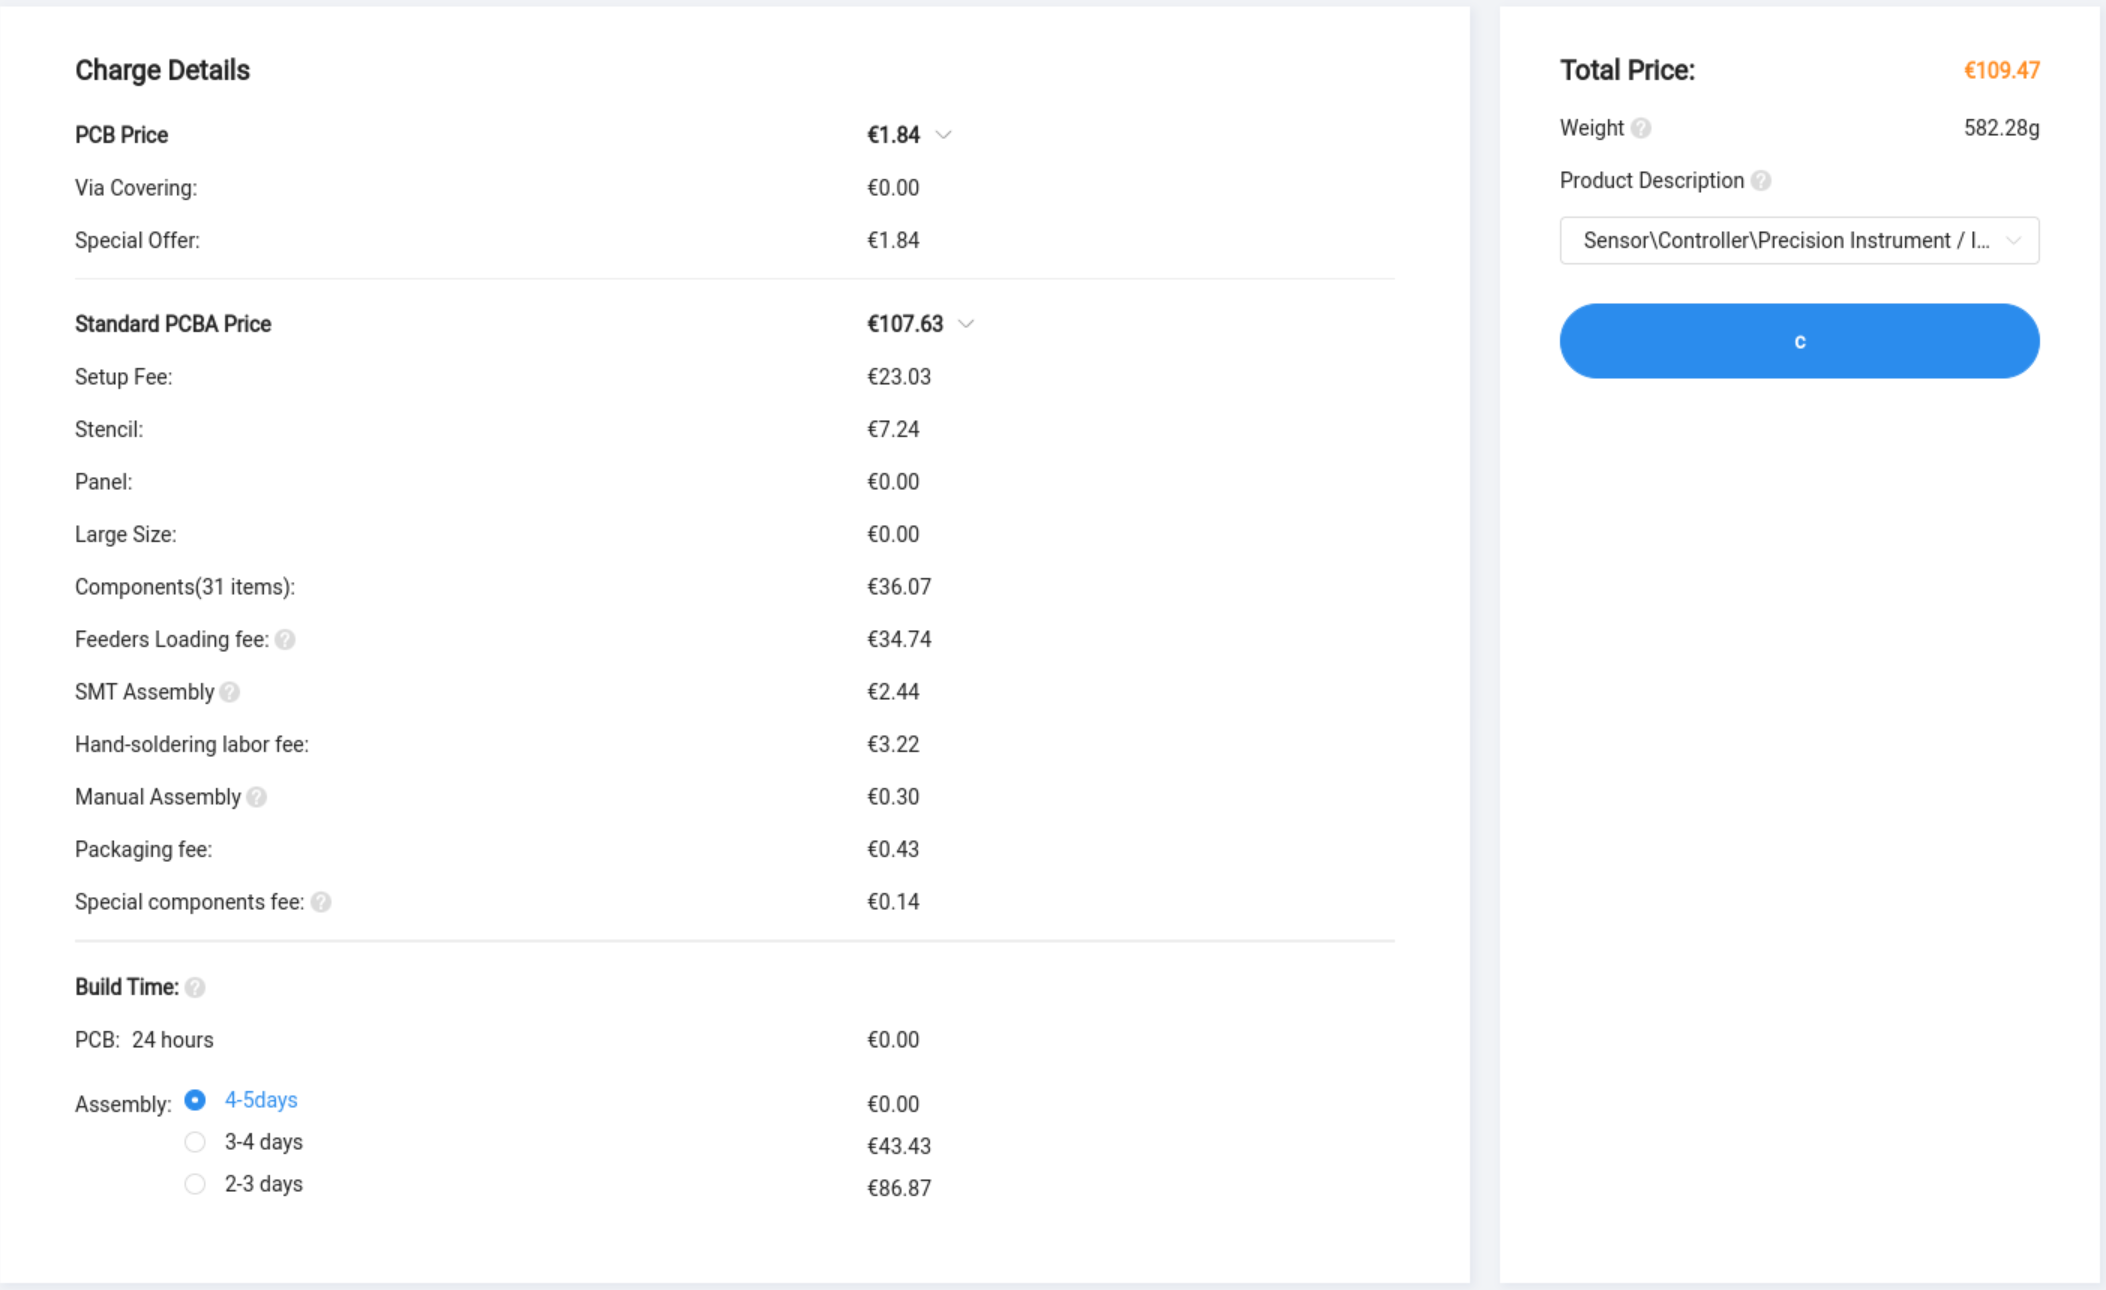 Charge Details
PCB Price €1.84
Via Covering: €0.00
Special Offer: €1.84
Standard PCBA Price €107.63
Setup Fee: €23.03
Stencil: €7.24
Panel: €0.00
Large Size: €0.00
Components(31 items): €36.07
Feeders Loading fee: ? €34.74
SMT Assembly ? €2.44
Hand-soldering labor fee: €3.22
Manual Assembly ? €0.30
Packaging fee: €0.43
Special components fee: ? €0.14
Build Time: ?
PCB: 24 hours €0.00
Assembly: 4-5days €0.00
3-4 days €43.43
2-3 days €86.87
Total Price: €109.47
Weight ? 582.28g
Product Description ?
Sensor\Controller\Precision Instrument / I...
c